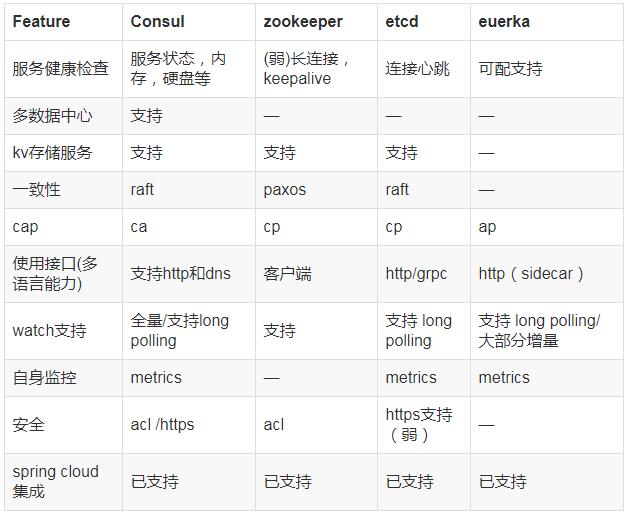 Feature Consul zookeeper etcd euerka
服务健康检查 服务状态，内存，硬盘等 (弱)长连接，keepalive 连接心跳 可配支持
多数据中心 支持 — — —
kv存储服务 支持 支持 支持 —
一致性 raft paxos raft —
cap ca cp cp ap
使用接口(多语言能力) 支持http和dns 客户端 http/grpc http（sidecar）
watch支持 全量/支持long polling 支持 支持 long polling 支持 long polling/大部分增量
自身监控 metrics — metrics metrics
安全 acl /https acl https支持（弱） —
spring cloud集成 已支持 已支持 已支持 已支持